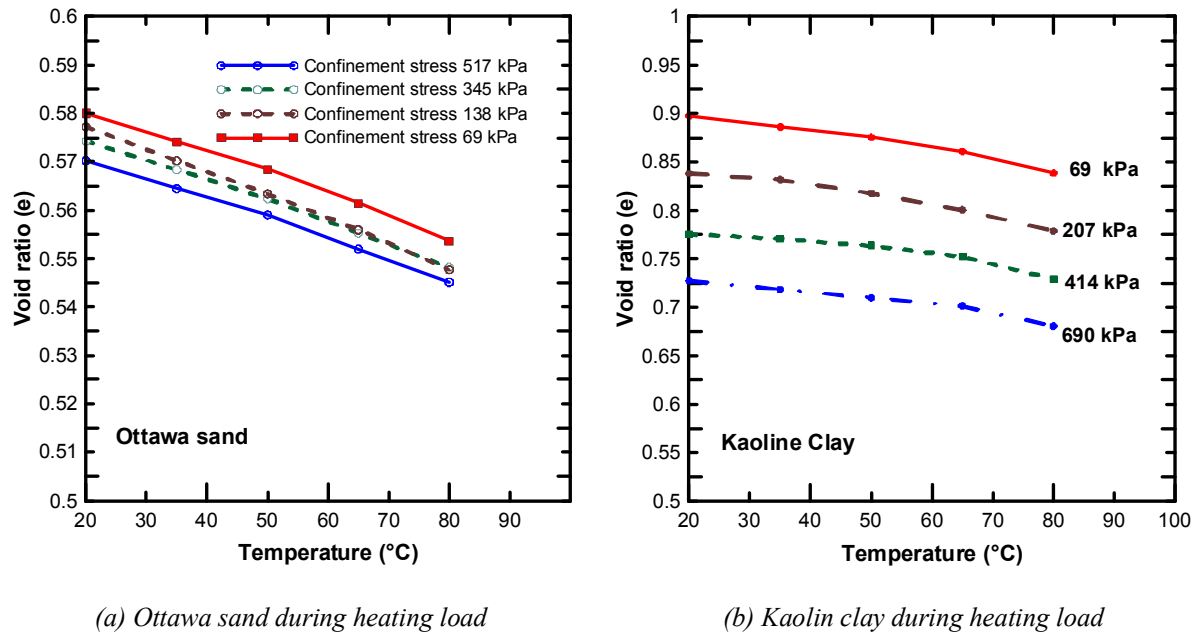 0.6
0.59
0.58
0.57
0.56
0.55
0.54
0.53
0.52
0.51
0.5
Void ratio (e)
Confinement stress 517 kPa
Confinement stress 345 kPa
Confinement stress 138 kPa
Confinement stress 69 kPa
Ottawa sand
20 30 40 50 60 70 80 90
Temperature (°C)
(a) Ottawa sand during heating load
1
0.95
0.9
0.85
0.8
0.75
0.7
0.65
0.6
0.55
0.5
Void ratio (e)
69 kPa
207 kPa
414 kPa
690 kPa
Kaoline Clay
20 30 40 50 60 70 80 90 100
Temperature (°C)
(b) Kaolin clay during heating load